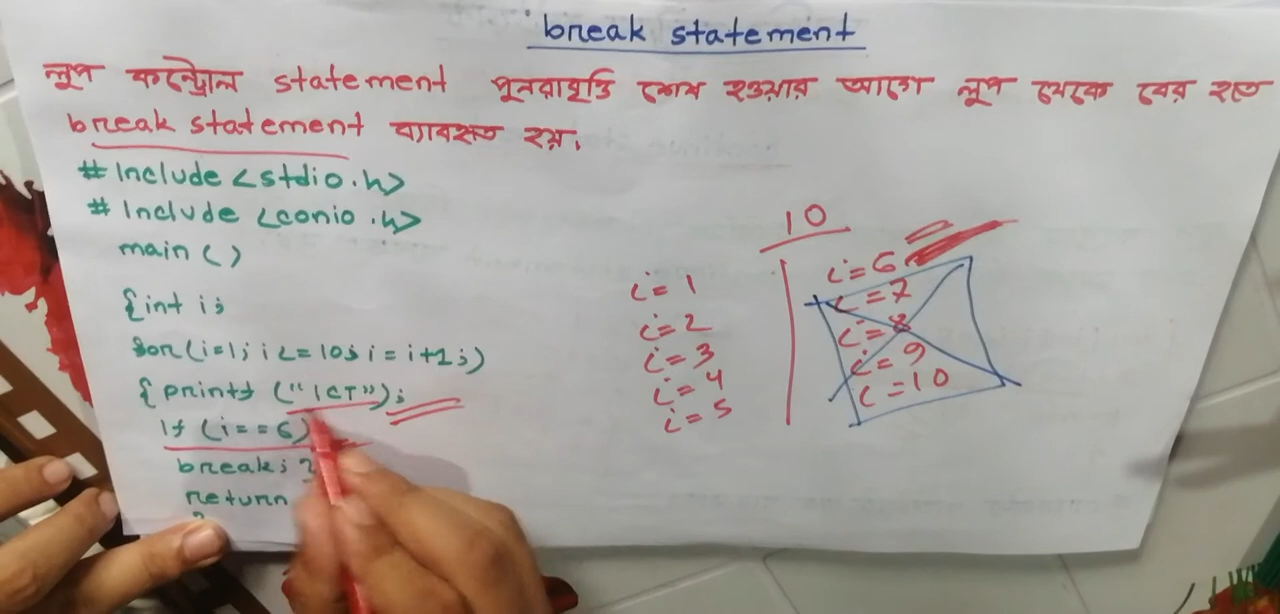 break statement
লুপ কন্ট্রোল statement পুনরাবৃত্তি শেষ হওয়ার আগে লুপ থেকে বের হতে
break statement ব্যাবহৃত হয়।
# Include <stdio.h>
# Include <conio.h>
main ()
{int i;
for(i=1; i<=10; i=i+1;)
{printf ("ICT");
If (i==6)
break; }
return
10
i=1
i=2
i=3
i=4
i=5
i=6
i=7
i=8
i=9
i=10